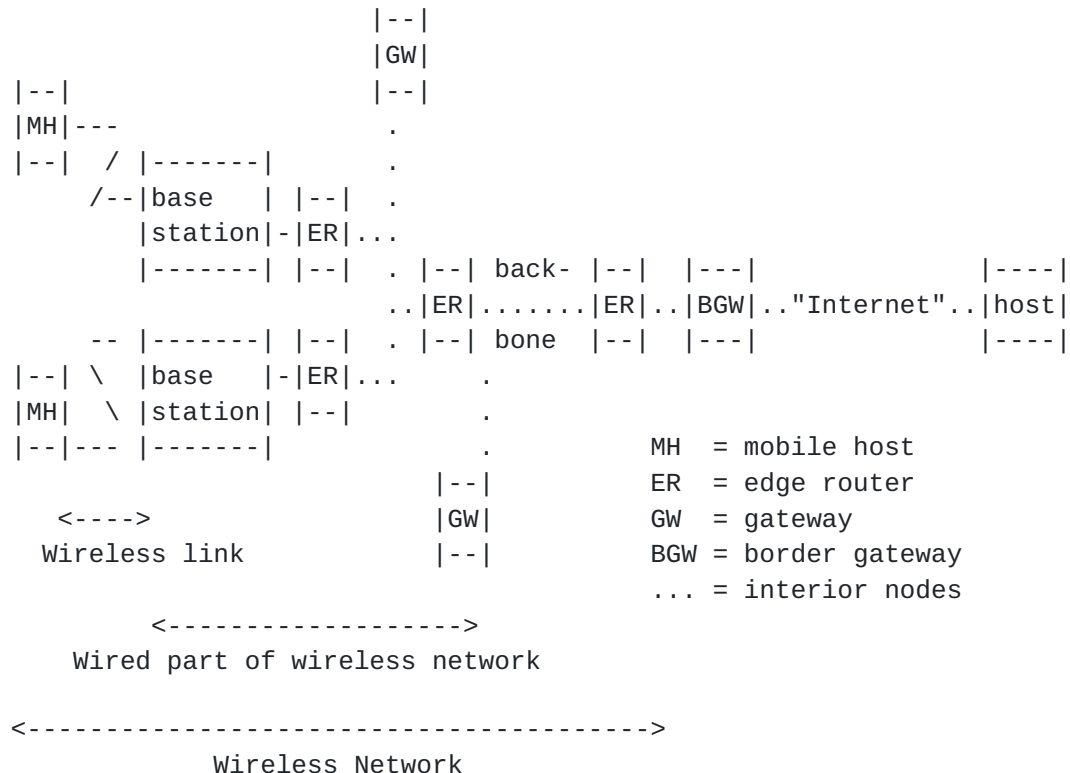 |--|
                       |GW|
|--|                   |--|
|MH|---                 .
|--|  / |-------|       .
     /--|base   | |--|  .
        |station|-|ER|...
        |-------| |--|  . |--| back- |--|  |---|              |----|
                        ..|ER|.......|ER|..|BGW|.."Internet"..|host|
     -- |-------| |--|  . |--| bone  |--|  |---|              |----|
|--| \  |base   |-|ER|...     .
|MH|  \ |station| |--|        .
|--|--- |-------|             .          MH  = mobile host
                           |--|          ER  = edge router
   <---->                  |GW|          GW  = gateway
  Wireless link            |--|          BGW = border gateway
                                         ... = interior nodes
         <------------------->
    Wired part of wireless network

<---------------------------------------->
             Wireless Network